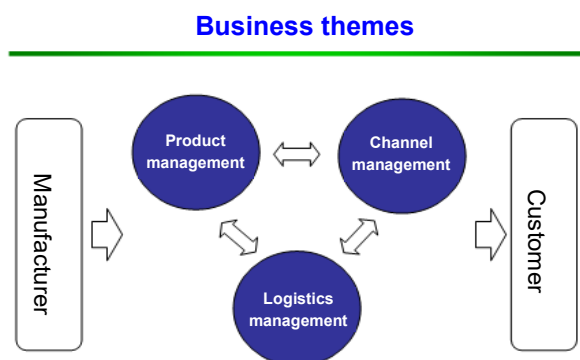 Business themes
Manufacturer
Product
management
Channel
management
Logistics
management
Customer